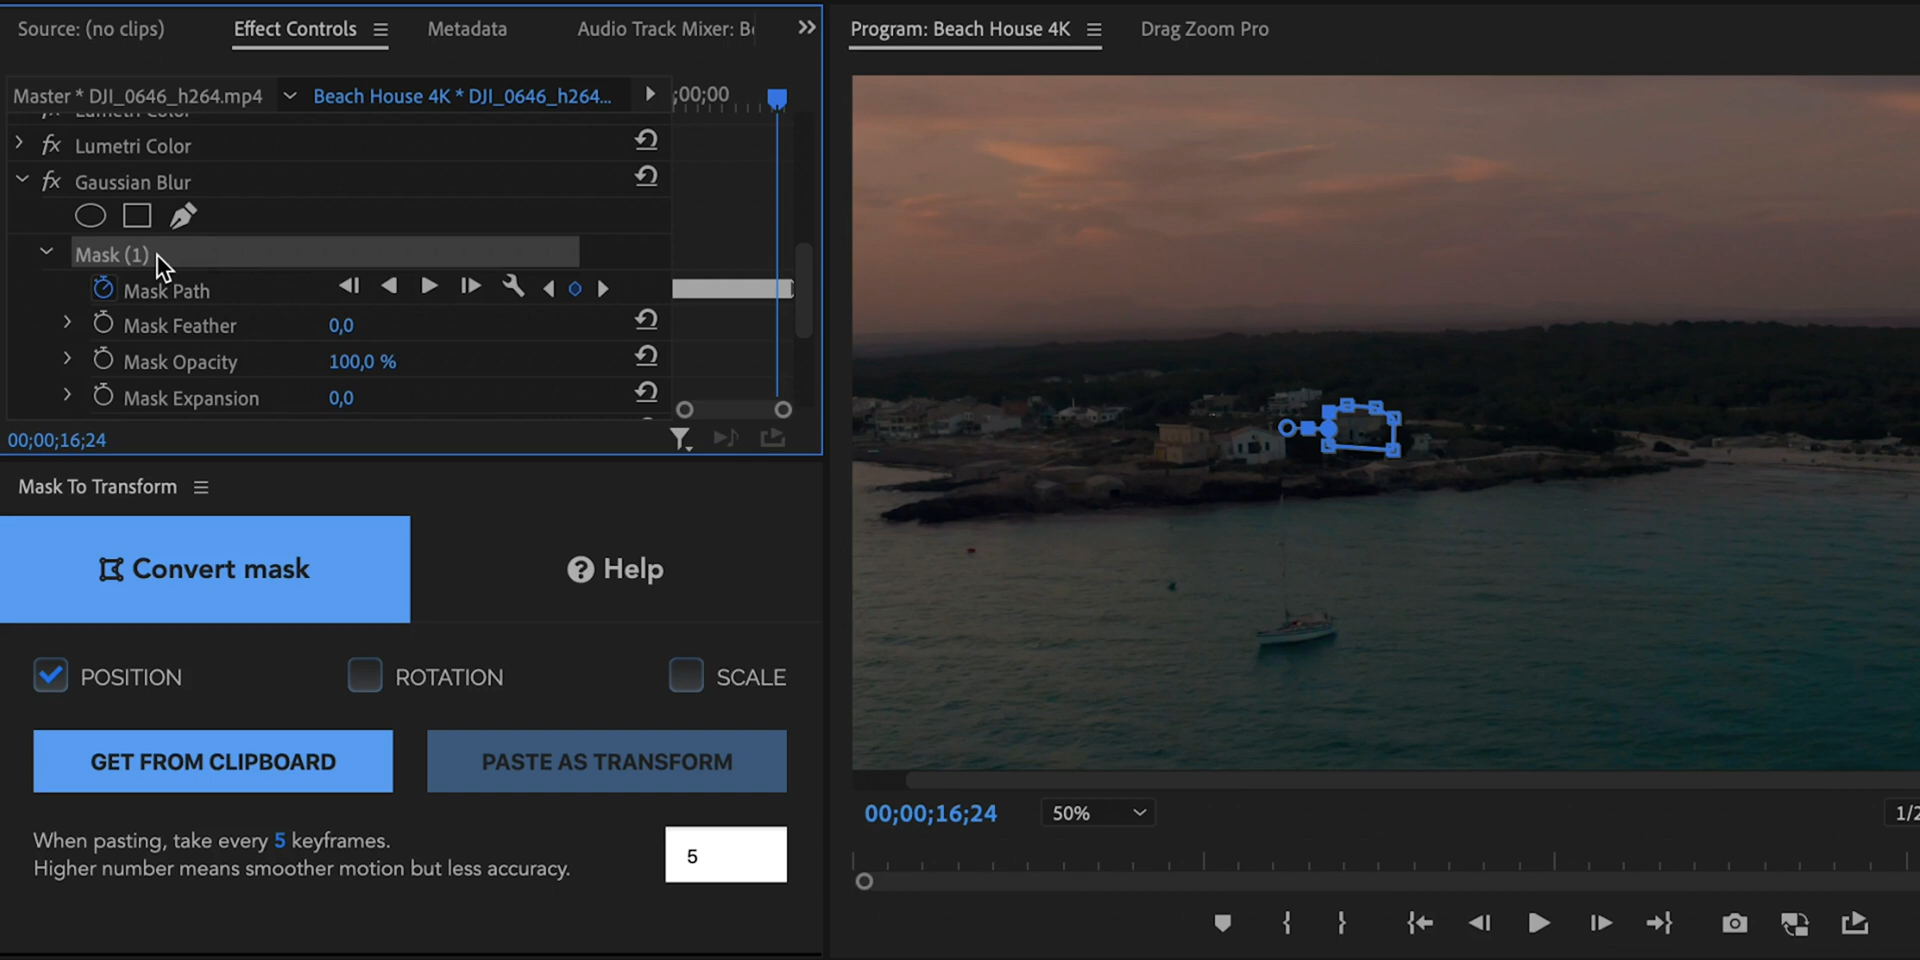 Source: (no clips)
Effect Controls
Metadata
Audio Track Mixer:
Program: Beach House 4K
Drag Zoom Pro
Master * DJI_0646_h264.mp4
Beach House 4K * DJI_0646_h264...
;00;00
fx Lumetri Color
fx Lumetri Color
fx Gaussian Blur
Mask (1)
Mask Path
Mask Feather 0,0
Mask Opacity 100,0 %
Mask Expansion 0,0
00;00;16;24
Mask To Transform
Convert mask
? Help
POSITION
ROTATION
SCALE
GET FROM CLIPBOARD
PASTE AS TRANSFORM
When pasting, take every 5 keyframes.
Higher number means smoother motion but less accuracy.
5
00;00;16;24
50%